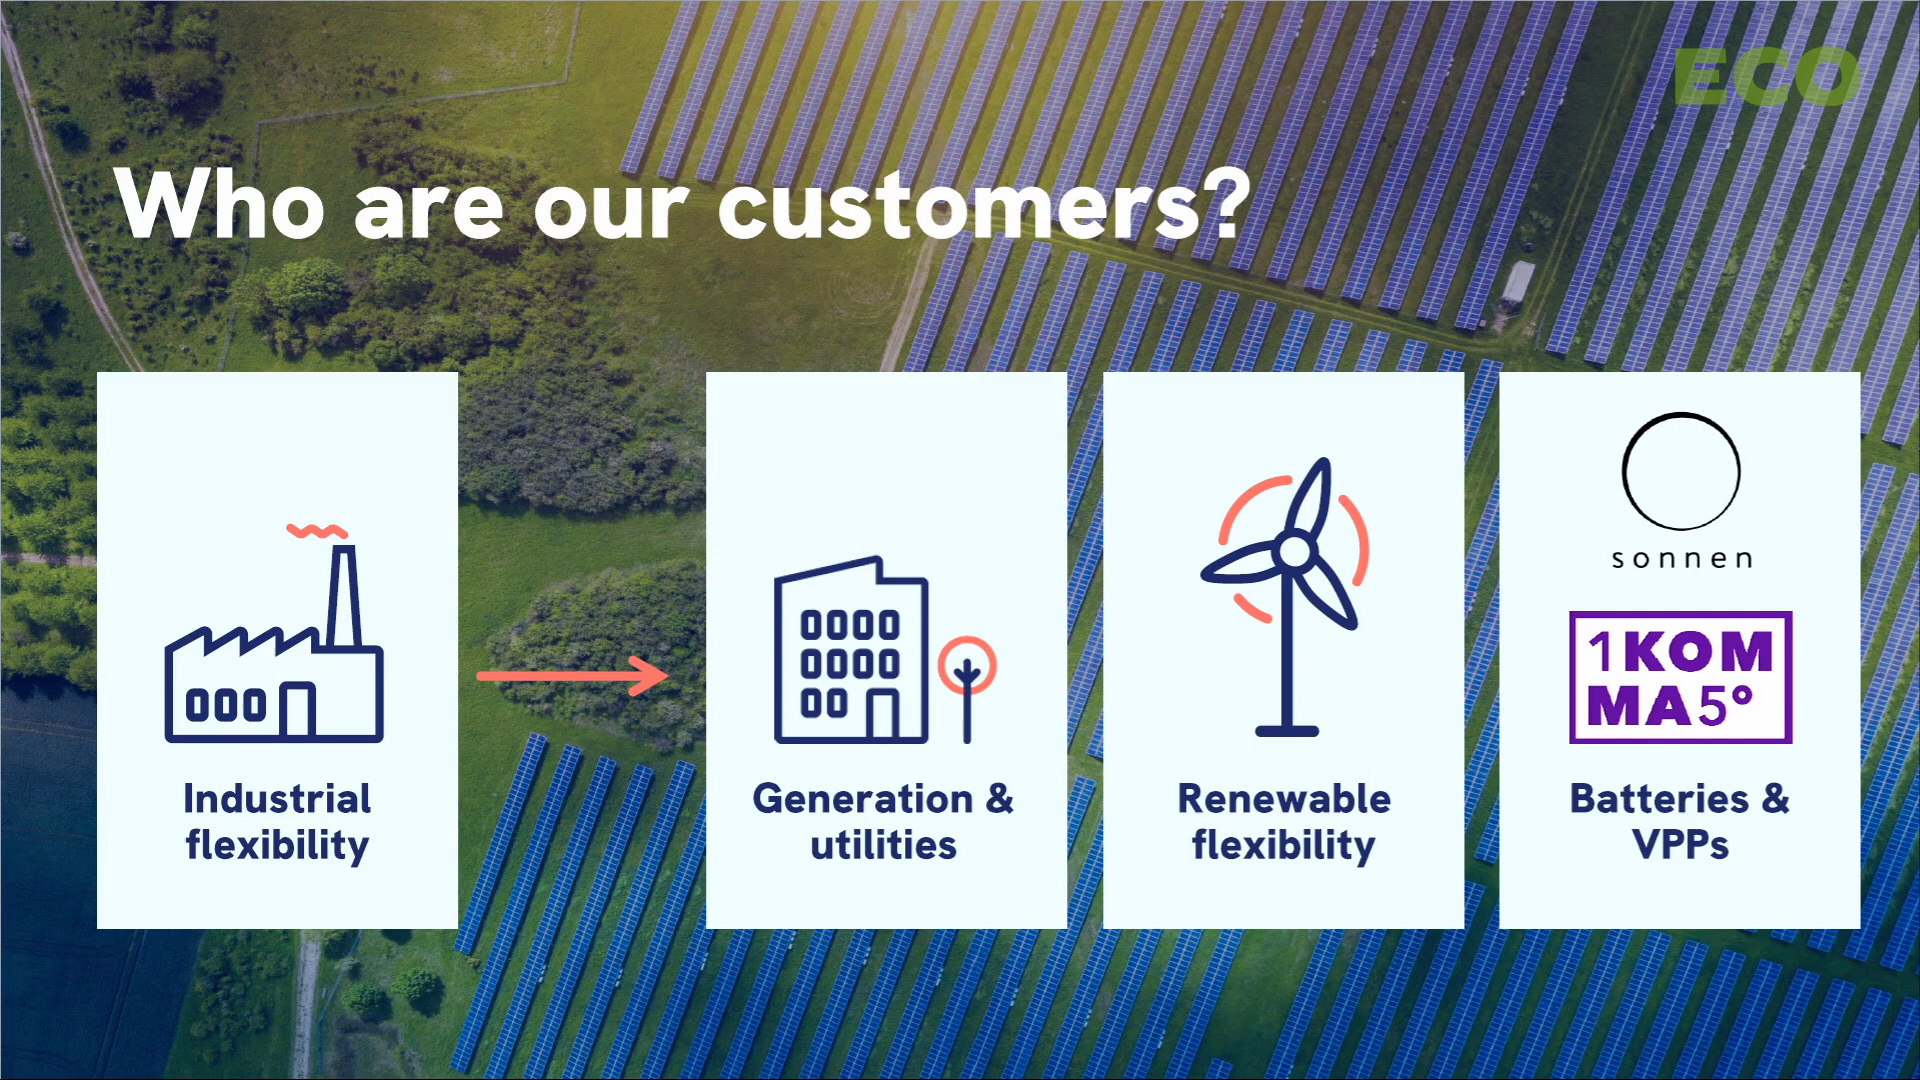 ECO
Who are our customers?
Industrial
flexibility
Generation &
utilities
Renewable
flexibility
sonnen
1KOM
MA5°
Batteries &
VPPs